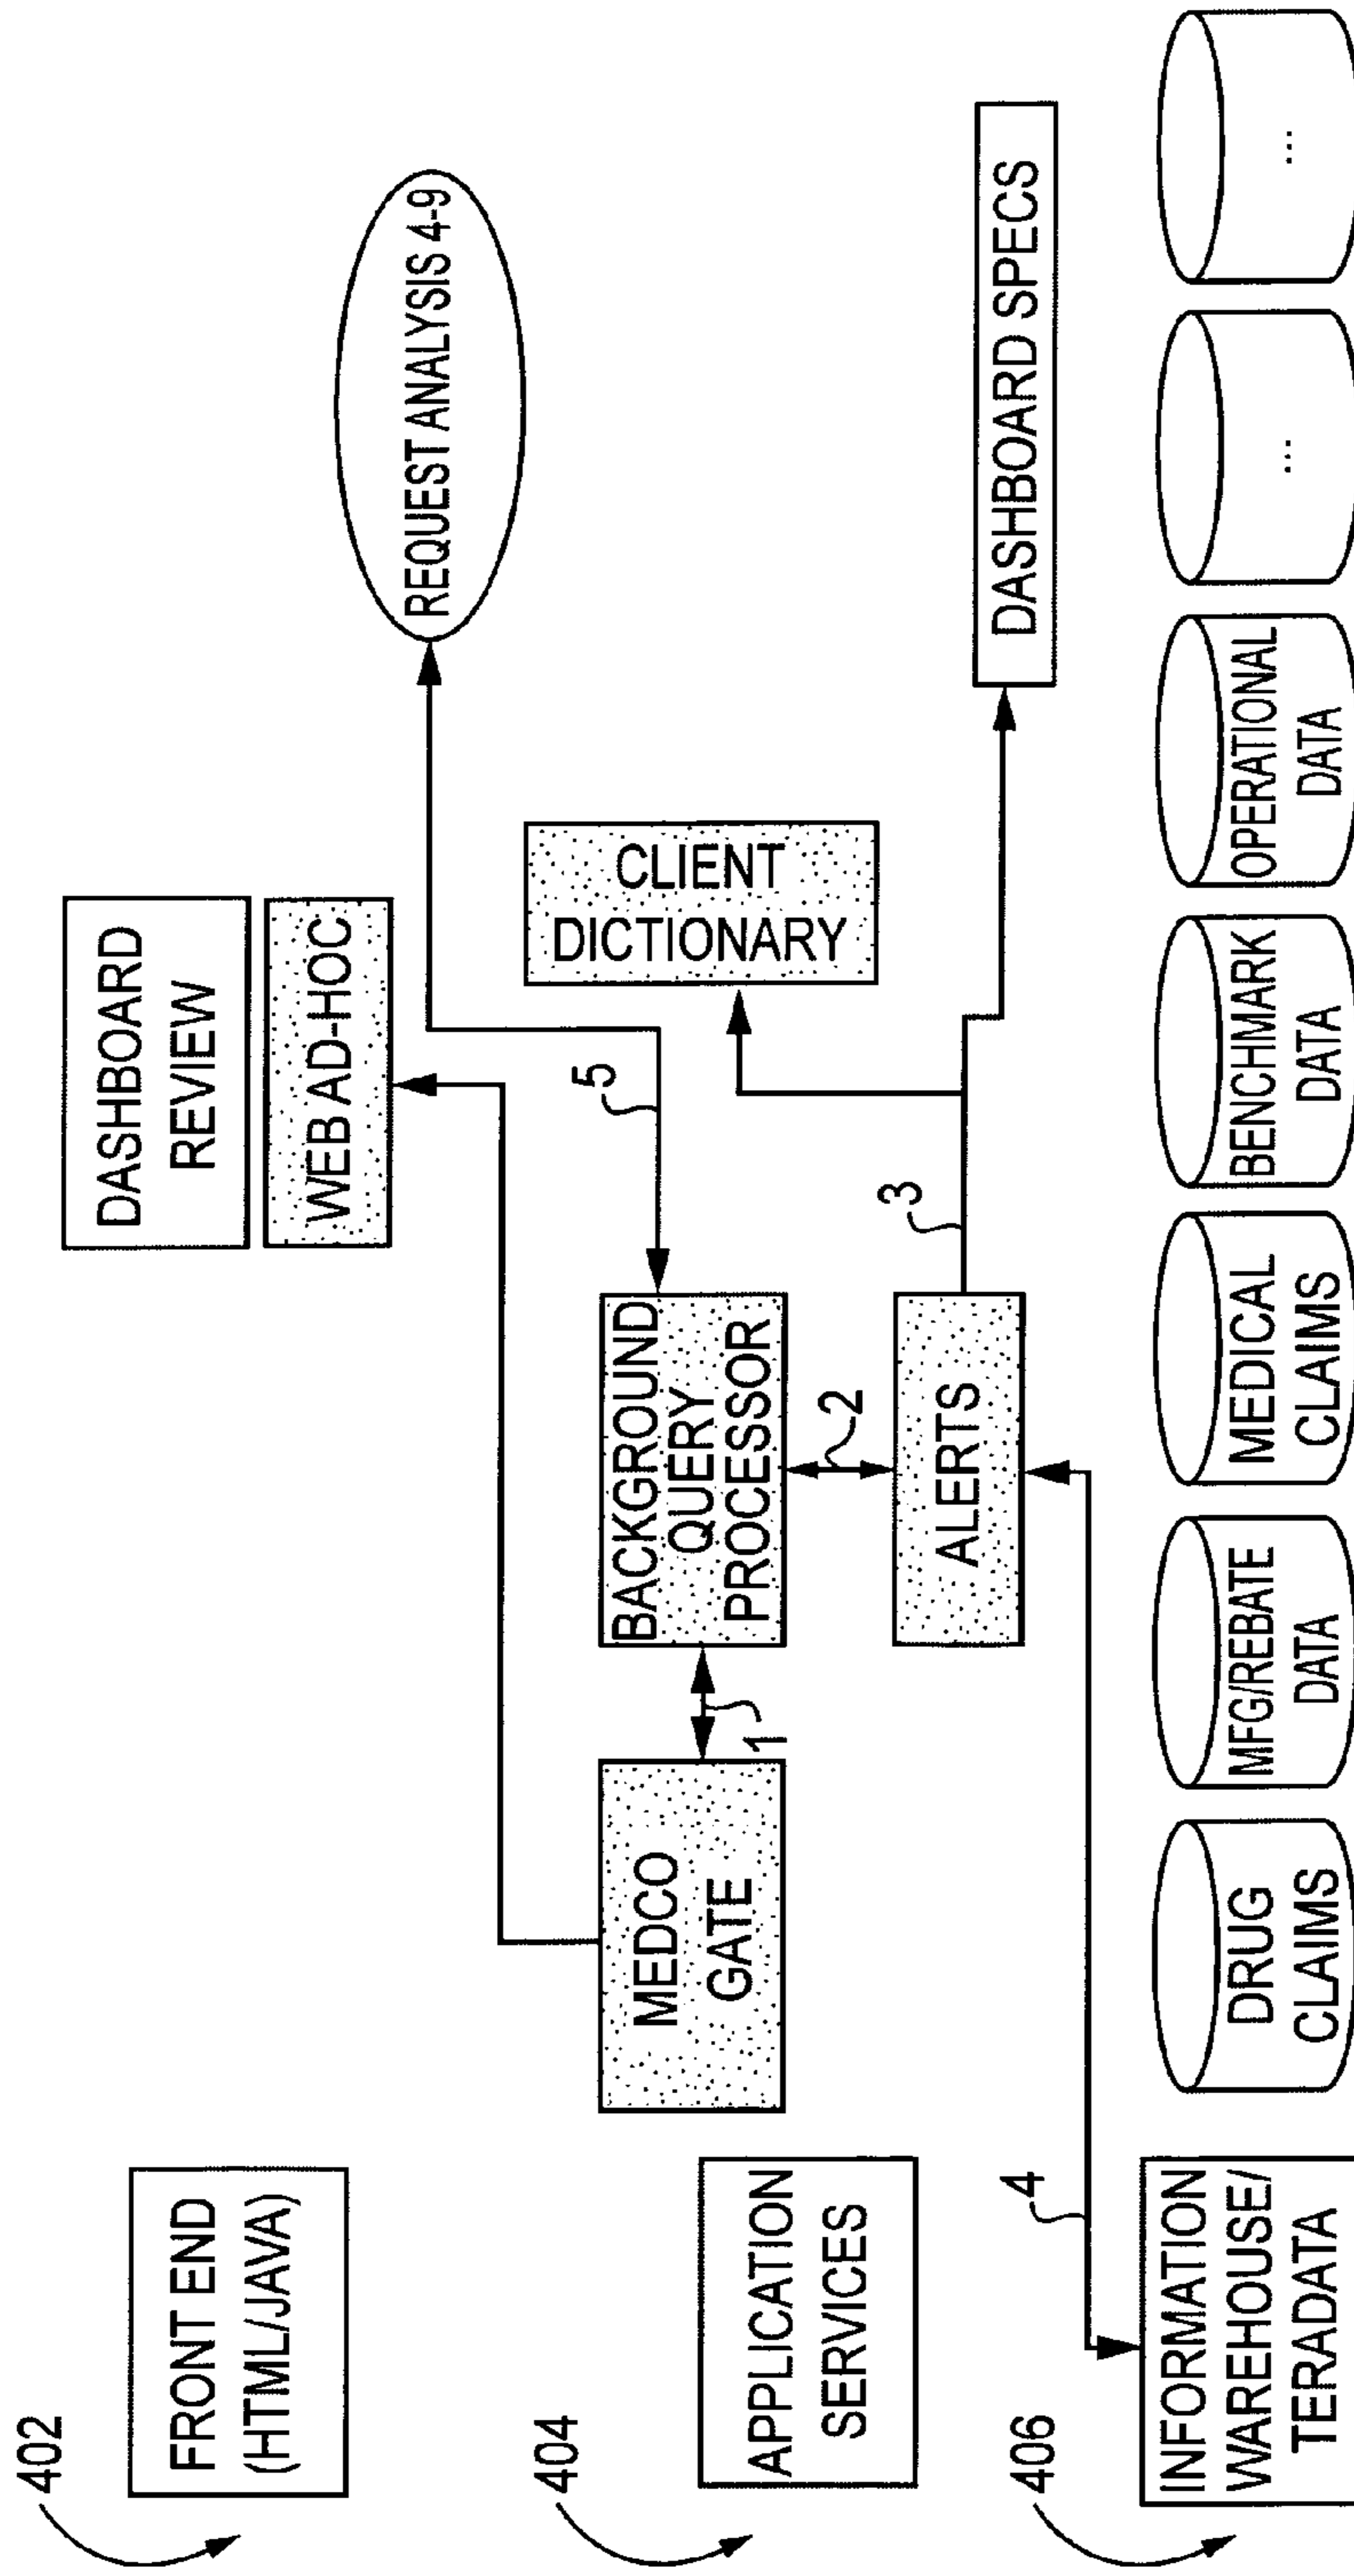 402
FRONT END
(HTML/JAVA)
DASHBOARD
REVIEW
WEB AD-HOC
REQUEST ANALYSIS 4-9
404
APPLICATION
SERVICES
MEDCO
GATE
1
BACKGROUND
QUERY
PROCESSOR
5
CLIENT
DICTIONARY
2
ALERTS
3
DASHBOARD SPECS
406
4
INFORMATION
WAREHOUSE/
TERADATA
DRUG
CLAIMS
MFG/REBATE
DATA
MEDICAL
CLAIMS
BENCHMARK
DATA
OPERATIONAL
DATA
...
...